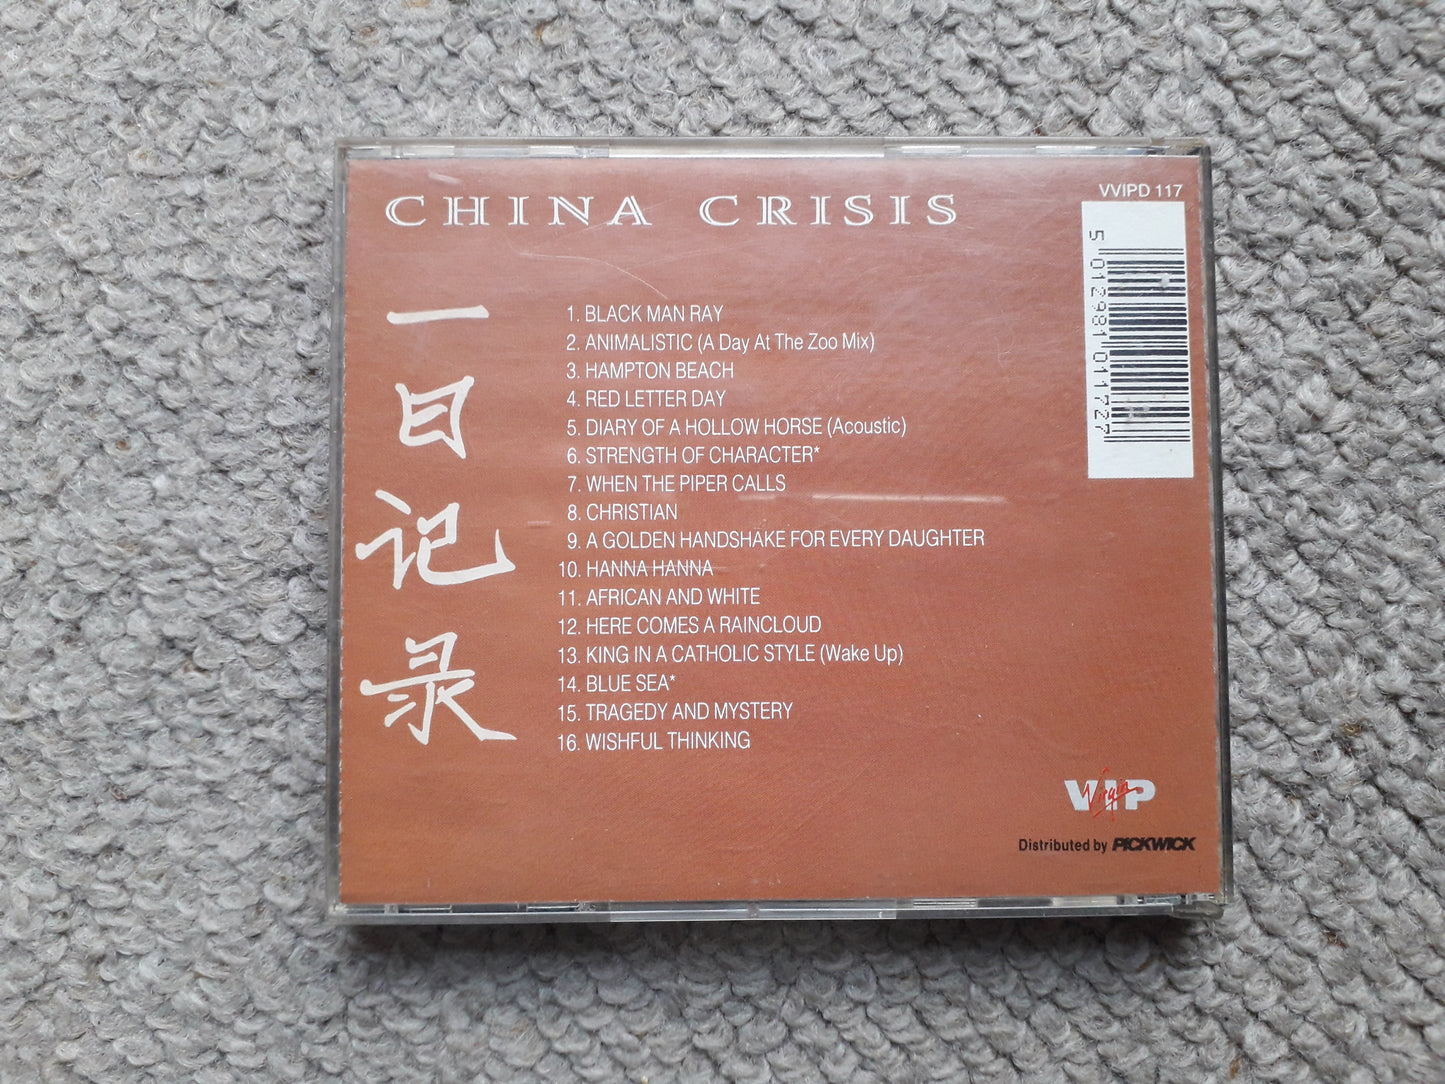 CHINA CRISIS
VVIPD 117
5 012981 011727
一
日
记
录
1. BLACK MAN RAY
2. ANIMALISTIC (A Day At The Zoo Mix)
3. HAMPTON BEACH
4. RED LETTER DAY
5. DIARY OF A HOLLOW HORSE (Acoustic)
6. STRENGTH OF CHARACTER*
7. WHEN THE PIPER CALLS
8. CHRISTIAN
9. A GOLDEN HANDSHAKE FOR EVERY DAUGHTER
10. HANNA HANNA
11. AFRICAN AND WHITE
12. HERE COMES A RAINCLOUD
13. KING IN A CATHOLIC STYLE (Wake Up)
14. BLUE SEA*
15. TRAGEDY AND MYSTERY
16. WISHFUL THINKING
VIP
Virgin
Distributed by PICKWICK